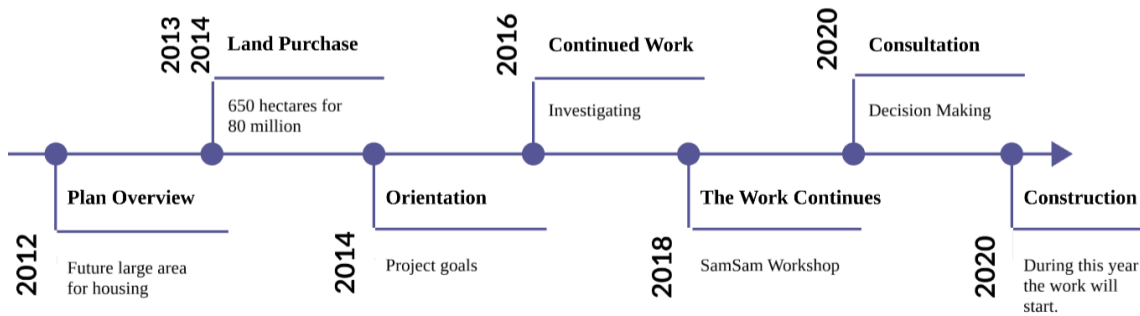 2013
2014
Land Purchase
650 hectares for
80 million
2016
Continued Work
Investigating
2020
Consultation
Decision Making
2012
Plan Overview
Future large area
for housing
2014
Orientation
Project goals
2018
The Work Continues
SamSam Workshop
2020
Construction
During this year
the work will
start.